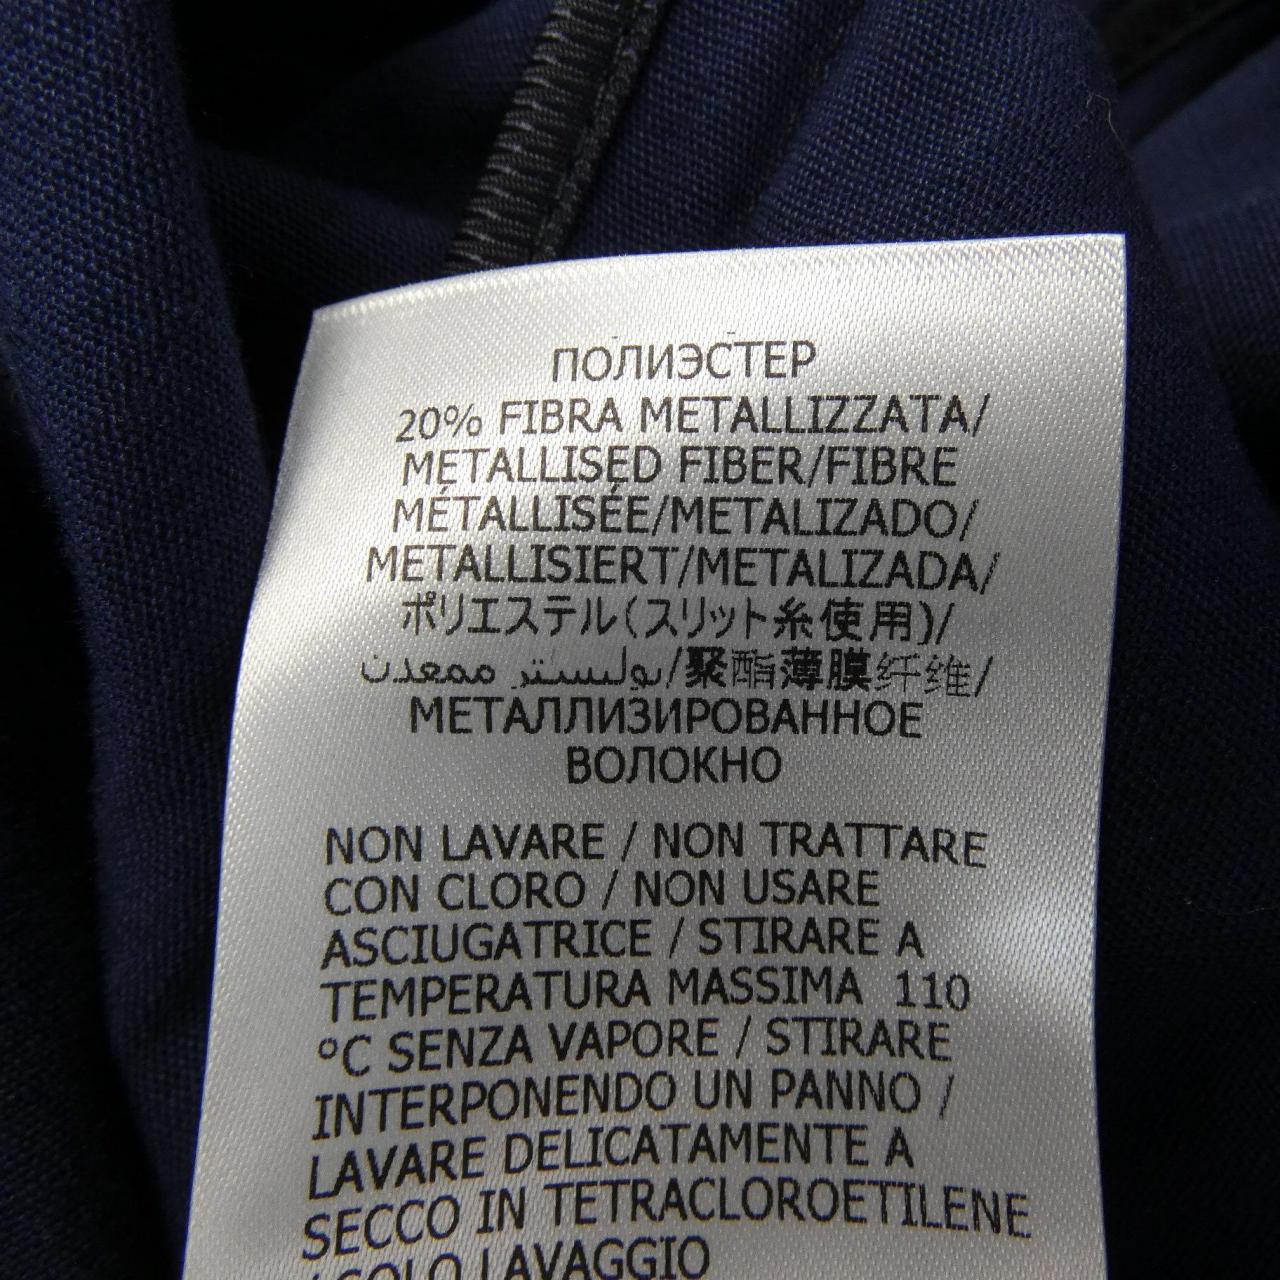 ПОЛИЭСТЕР
20% FIBRA METALLIZZATA/
METALLISED FIBER/FIBRE
MÉTALLISÉE/METALIZADO/
METALLISIERT/METALIZADA/
ポリエステル(スリット糸使用)/
بوليستر ممعدن/聚酯薄膜纤维/
МЕТАЛЛИЗИРОВАННОЕ
ВОЛОКНО
NON LAVARE / NON TRATTARE
CON CLORO / NON USARE
ASCIUGATRICE / STIRARE A
TEMPERATURA MASSIMA 110
°C SENZA VAPORE / STIRARE
INTERPONENDO UN PANNO /
LAVARE DELICATAMENTE A
SECCO IN TETRACLOROETILENE
/ SOLO LAVAGGIO